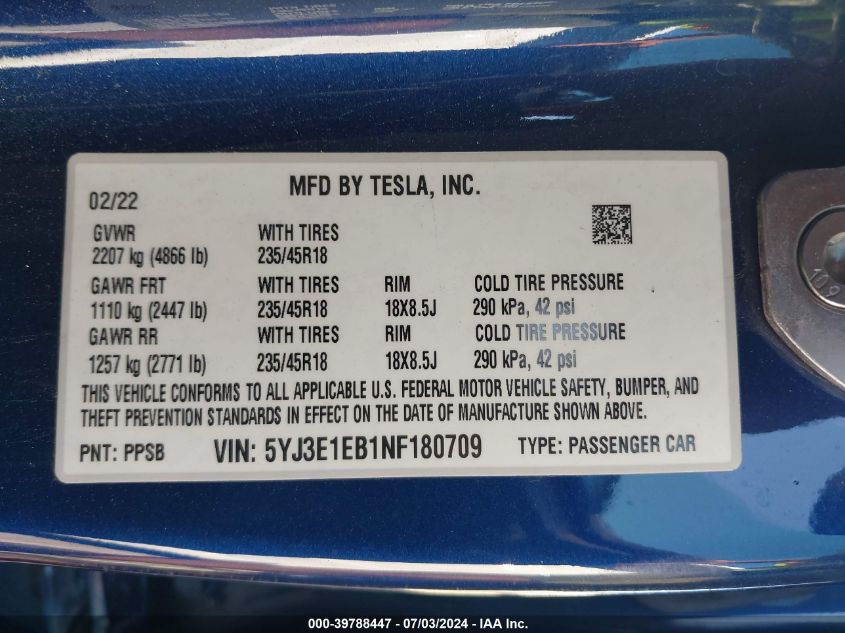 MFD BY TESLA, INC.
02/22
GVWR WITH TIRES
2207 kg (4866 lb) 235/45R18
GAWR FRT WITH TIRES RIM COLD TIRE PRESSURE
1110 kg (2447 lb) 235/45R18 18X8.5J 290 kPa, 42 psi
GAWR RR WITH TIRES RIM COLD TIRE PRESSURE
1257 kg (2771 lb) 235/45R18 18X8.5J 290 kPa, 42 psi
THIS VEHICLE CONFORMS TO ALL APPLICABLE U.S. FEDERAL MOTOR VEHICLE SAFETY, BUMPER, AND
THEFT PREVENTION STANDARDS IN EFFECT ON THE DATE OF MANUFACTURE SHOWN ABOVE.
PNT: PPSB VIN: 5YJ3E1EB1NF180709 TYPE: PASSENGER CAR
000-39788447 - 07/03/2024 - IAA Inc.